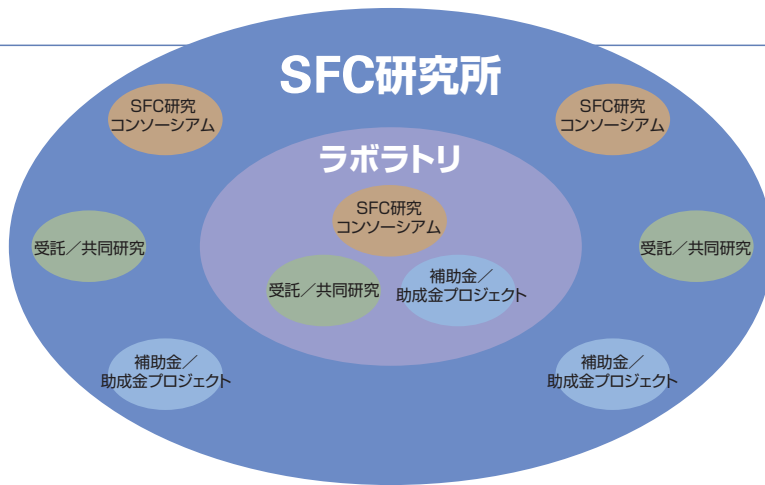 SFC研究所
SFC研究
コンソーシアム
SFC研究
コンソーシアム
ラボラトリ
SFC研究
コンソーシアム
受託／共同研究
受託／共同研究
受託／共同研究
補助金／
助成金プロジェクト
補助金／
助成金プロジェクト
補助金／
助成金プロジェクト